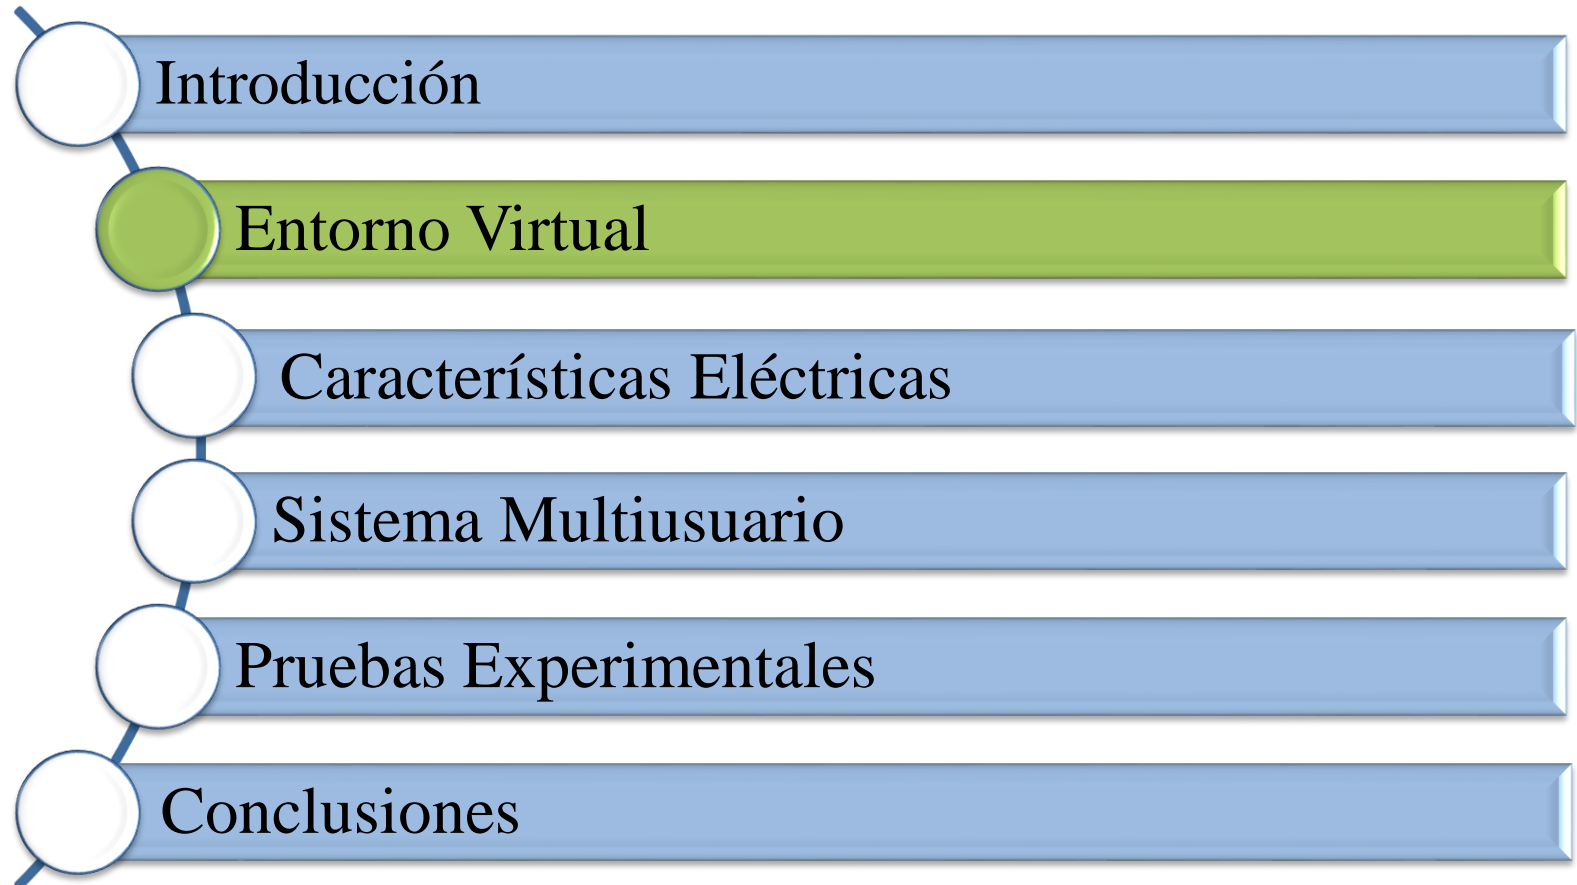 Introducción
Entorno Virtual
Características Eléctricas
Sistema Multiusuario
Pruebas Experimentales
Conclusiones